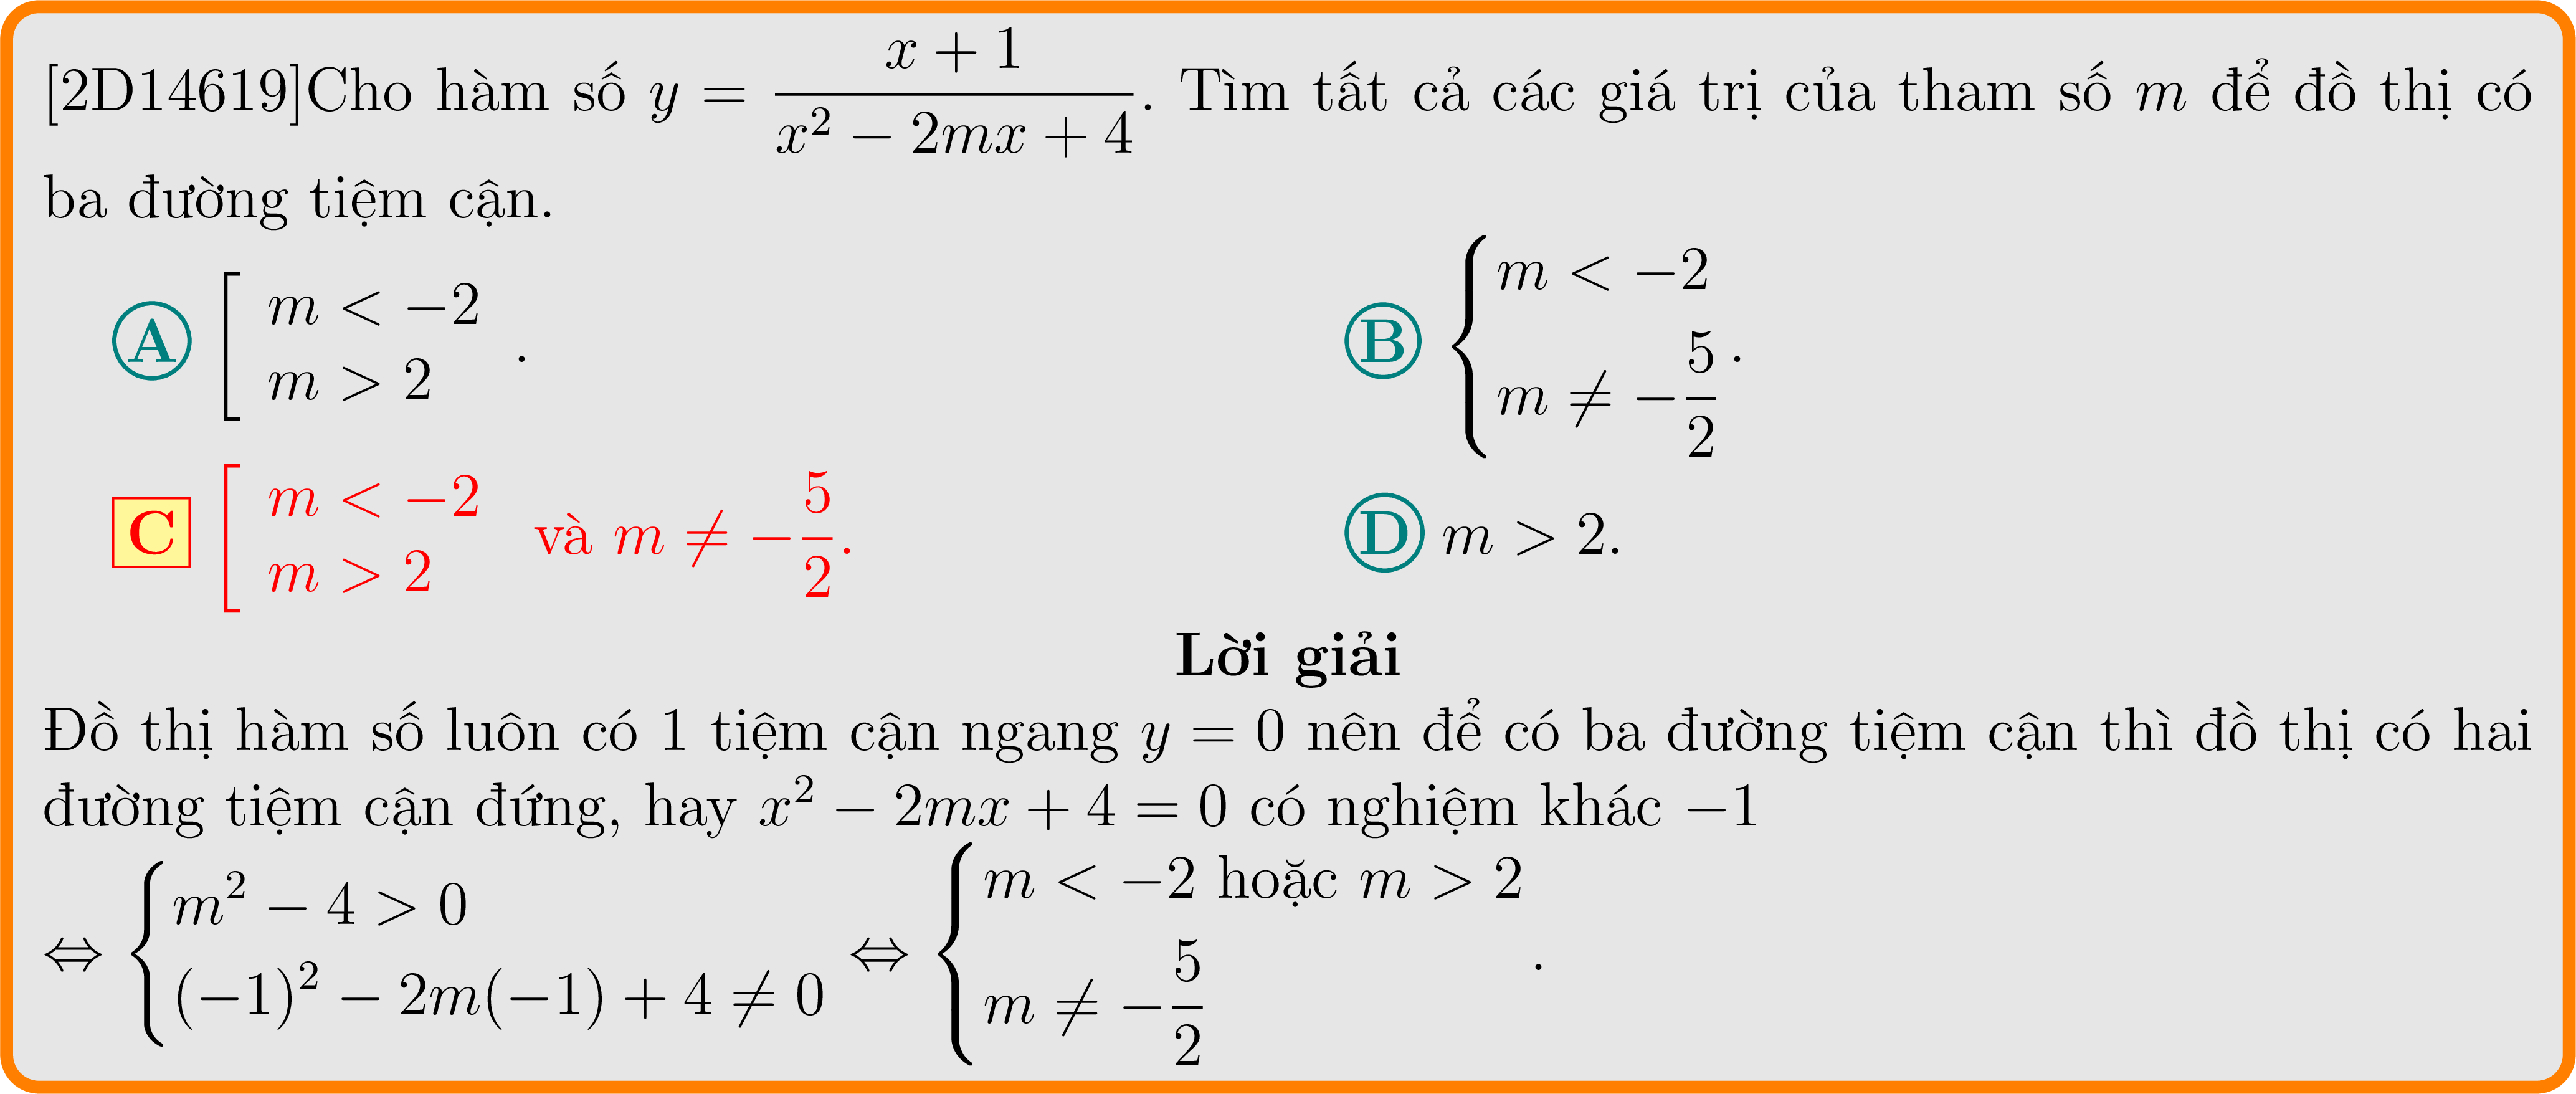 [2D14619]Cho hàm số $y = \dfrac{x+1}{x^2-2mx+4}$. Tìm tất cả các giá trị của tham số $m$ để đồ thị có
ba đường tiệm cận.
A $\left[\begin{array}{l} m < -2 \\ m > 2 \end{array}\right.$. B $\begin{cases} m < -2 \\ m \neq -\dfrac{5}{2} \end{cases}$.
C $\left[\begin{array}{l} m < -2 \\ m > 2 \end{array}\right.$ và $m \neq -\dfrac{5}{2}$. D $m > 2$.
Lời giải
Đồ thị hàm số luôn có 1 tiệm cận ngang $y = 0$ nên để có ba đường tiệm cận thì đồ thị có hai
đường tiệm cận đứng, hay $x^2 - 2mx + 4 = 0$ có nghiệm khác $-1$
$\Leftrightarrow \begin{cases} m^2 - 4 > 0 \\ (-1)^2 - 2m(-1) + 4 \neq 0 \end{cases} \Leftrightarrow \begin{cases} m < -2 \text{ hoặc } m > 2 \\ m \neq -\dfrac{5}{2} \end{cases}$.